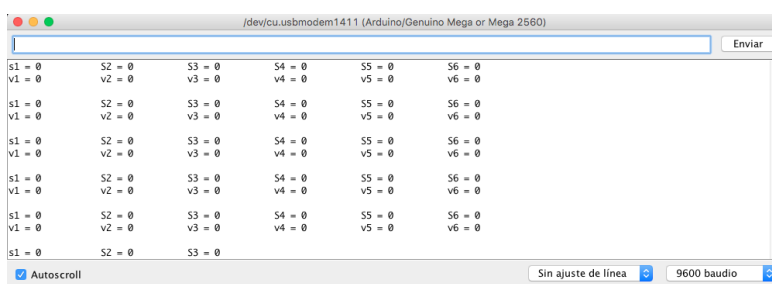 /dev/cu.usbmodem1411 (Arduino/Genuino Mega or Mega 2560)
Enviar
s1 = 0 S2 = 0 S3 = 0 S4 = 0 S5 = 0 S6 = 0
v1 = 0 v2 = 0 v3 = 0 v4 = 0 v5 = 0 v6 = 0
s1 = 0 S2 = 0 S3 = 0 S4 = 0 S5 = 0 S6 = 0
v1 = 0 v2 = 0 v3 = 0 v4 = 0 v5 = 0 v6 = 0
s1 = 0 S2 = 0 S3 = 0 S4 = 0 S5 = 0 S6 = 0
v1 = 0 v2 = 0 v3 = 0 v4 = 0 v5 = 0 v6 = 0
s1 = 0 S2 = 0 S3 = 0 S4 = 0 S5 = 0 S6 = 0
v1 = 0 v2 = 0 v3 = 0 v4 = 0 v5 = 0 v6 = 0
s1 = 0 S2 = 0 S3 = 0 S4 = 0 S5 = 0 S6 = 0
v1 = 0 v2 = 0 v3 = 0 v4 = 0 v5 = 0 v6 = 0
s1 = 0 S2 = 0 S3 = 0
Autoscroll Sin ajuste de línea 9600 baudio